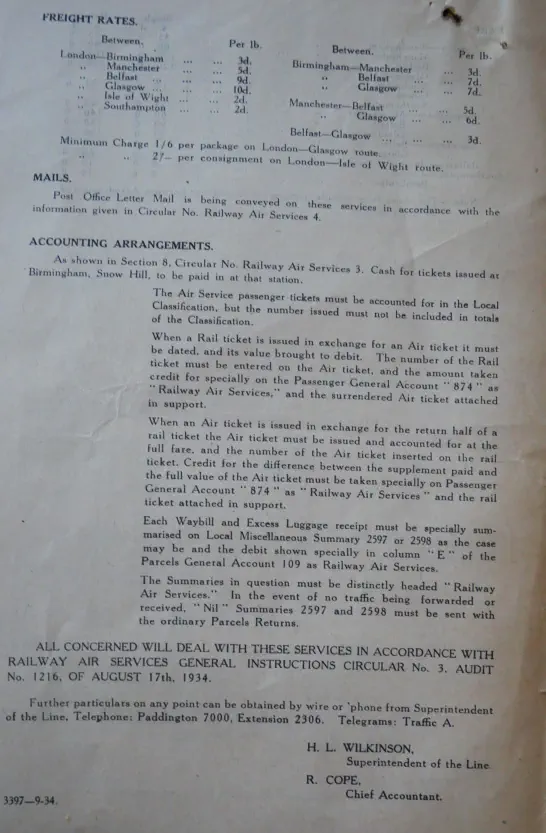 FREIGHT RATES.
Between. Per lb.
London—Birmingham ... ... 3d.
,, Manchester ... ... 5d.
,, Belfast ... ... 9d.
,, Glasgow ... ... 10d.
,, Isle of Wight ... 2d.
,, Southampton ... 2d.
Between. Per lb.
Birmingham—Manchester ... 3d.
,, Belfast ... ... 7d.
,, Glasgow ... ... 7d.
Manchester—Belfast ... 5d.
,, Glasgow ... ... 6d.
Belfast—Glasgow ... ... ... 3d.
Minimum Charge 1/6 per package on London—Glasgow route.
,, ,, 2/– per consignment on London—Isle of Wight route.
MAILS.
Post Office Letter Mail is being conveyed on these services in accordance with the
information given in Circular No. Railway Air Services 4.
ACCOUNTING ARRANGEMENTS.
As shown in Section 8, Circular No. Railway Air Services 3. Cash for tickets issued at
Birmingham, Snow Hill, to be paid in at that station.
The Air Service passenger tickets must be accounted for in the Local
Classification, but the number issued must not be included in totals
of the Classification.
When a Rail ticket is issued in exchange for an Air ticket it must
be dated, and its value brought to debit. The number of the Rail
ticket must be entered on the Air ticket, and the amount taken
credit for specially on the Passenger General Account "874" as
"Railway Air Services," and the surrendered Air ticket attached
in support.
When an Air ticket is issued in exchange for the return half of a
rail ticket the Air ticket must be issued and accounted for at the
full fare, and the number of the Air ticket inserted on the rail
ticket. Credit for the difference between the supplement paid and
the full value of the Air ticket must be taken specially on Passenger
General Account "874" as "Railway Air Services" and the rail
ticket attached in support.
Each Waybill and Excess Luggage receipt must be specially sum-
marised on Local Miscellaneous Summary 2597 or 2598 as the case
may be and the debit shown specially in column "E" of the
Parcels General Account 109 as Railway Air Services.
The Summaries in question must be distinctly headed "Railway
Air Services." In the event of no traffic being forwarded or
received, "Nil" Summaries 2597 and 2598 must be sent with
the ordinary Parcels Returns.
ALL CONCERNED WILL DEAL WITH THESE SERVICES IN ACCORDANCE WITH
RAILWAY AIR SERVICES GENERAL INSTRUCTIONS CIRCULAR No. 3, AUDIT
No. 1216, OF AUGUST 17th, 1934.
Further particulars on any point can be obtained by wire or 'phone from Superintendent
of the Line, Telephone: Paddington 7000, Extension 2306. Telegrams: Traffic A.
H. L. WILKINSON,
Superintendent of the Line
R. COPE,
Chief Accountant.
3397—9-34.